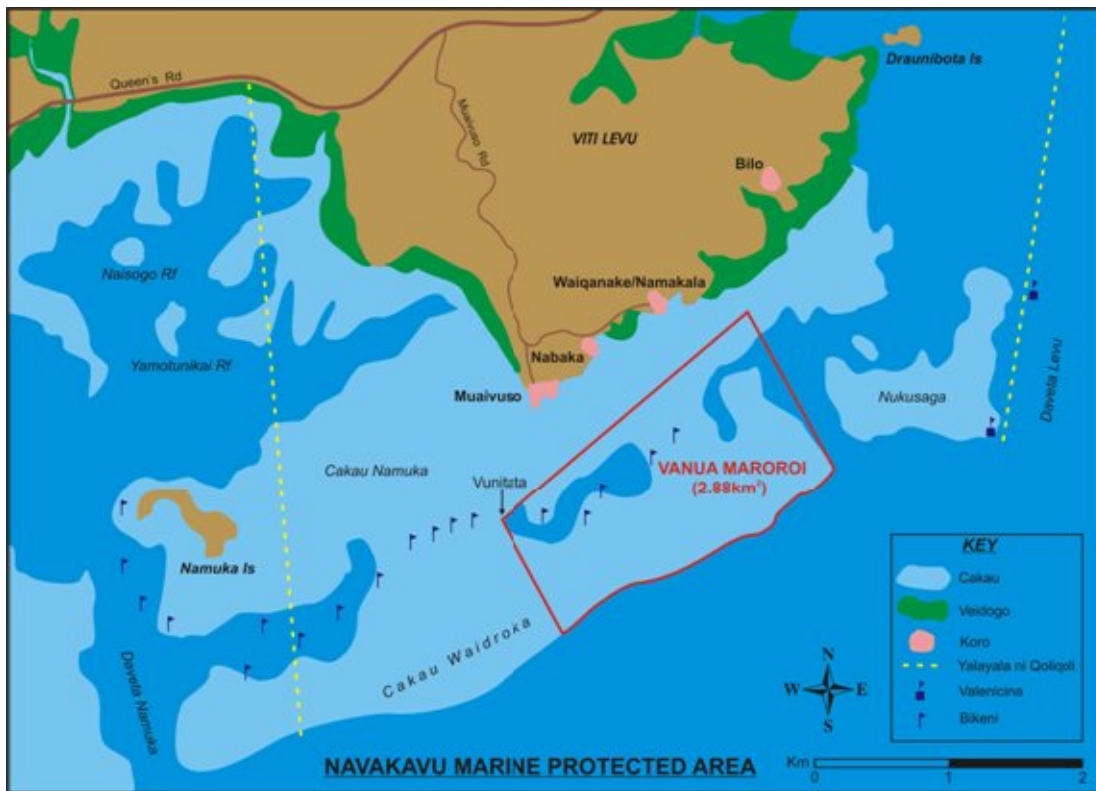 Draunibota Is
Queen's Rd
Muaivuso Rd
VITI LEVU
Bilo
Naisogo Rf
Waiqanake/Namakala
Yamotunikai Rf
Nabaka
Muaivuso
Nukusaga
Daveta Levu
Cakau Namuka
Vunitata
VANUA MAROROI
(2.88km²)
Namuka Is
Cakau Waidroka
Daveta Namuka
KEY
Cakau
Veidogo
Koro
Yalayala ni Qoliqoli
Valenicina
Bikeni
N
W E
S
NAVAKAVU MARINE PROTECTED AREA
Km
0 1 2